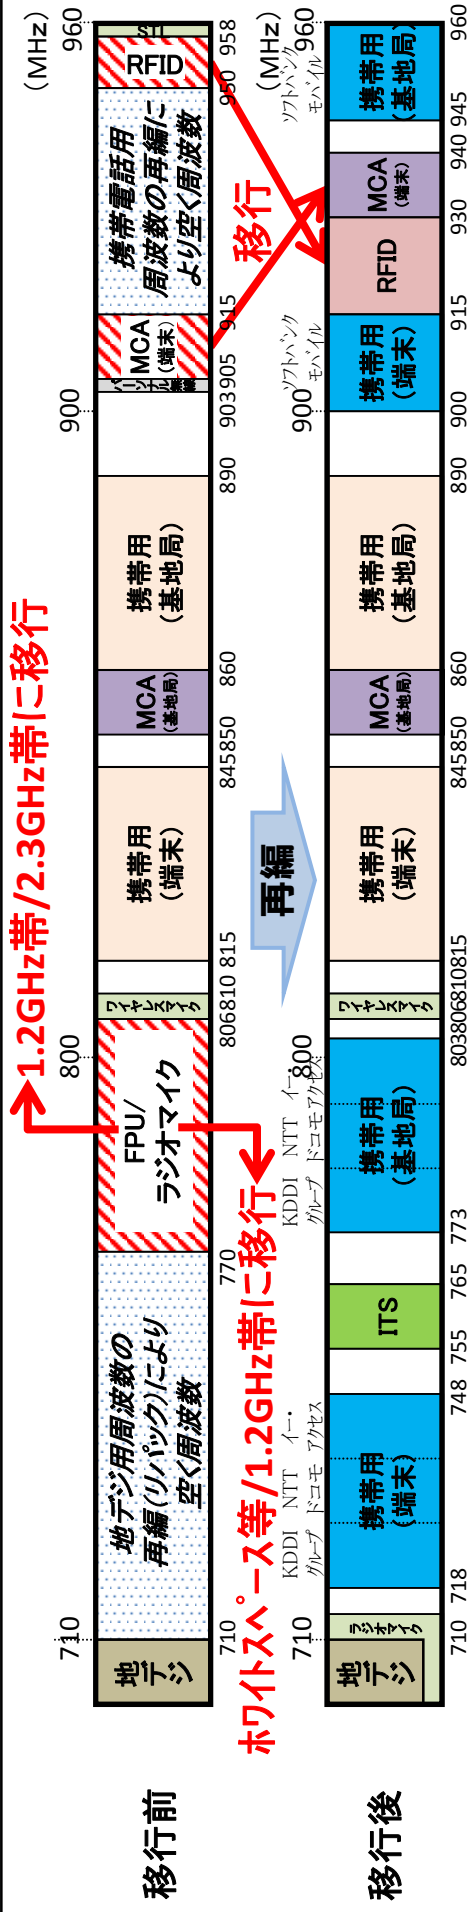 1.2GHz帯/2.3GHz帯に移行
710
800
900
960
(MHz)
移行前
地デジ
地デジ用周波数の
再編(リパック)により
空く周波数
FPU/
ラジオマイク
ワイヤレスマイク
携帯用
(端末)
MCA
(基地局)
携帯用
(基地局)
パーソナル無線
MCA
(端末)
携帯電話用
周波数の再編に
より空く周波数
RFID
STL
710
770
806
810
815
845
850
860
890
903
905
915
950
958
ホワイトスペース等/1.2GHz帯に移行
再編
移行
710
800
900
960
(MHz)
KDDI
グループ
NTT
ドコモ
イー・
アクセス
KDDI
グループ
NTT
ドコモ
イー・
アクセス
ソフトバンク
モバイル
ソフトバンク
モバイル
移行後
地デジ
ラジオマイク
携帯用
(端末)
ITS
携帯用
(基地局)
ワイヤレスマイク
携帯用
(端末)
MCA
(基地局)
携帯用
(基地局)
携帯用
(端末)
RFID
MCA
(端末)
携帯用
(基地局)
710
718
748
755
765
773
803
806
810
815
845
850
860
890
900
915
930
940
945
960